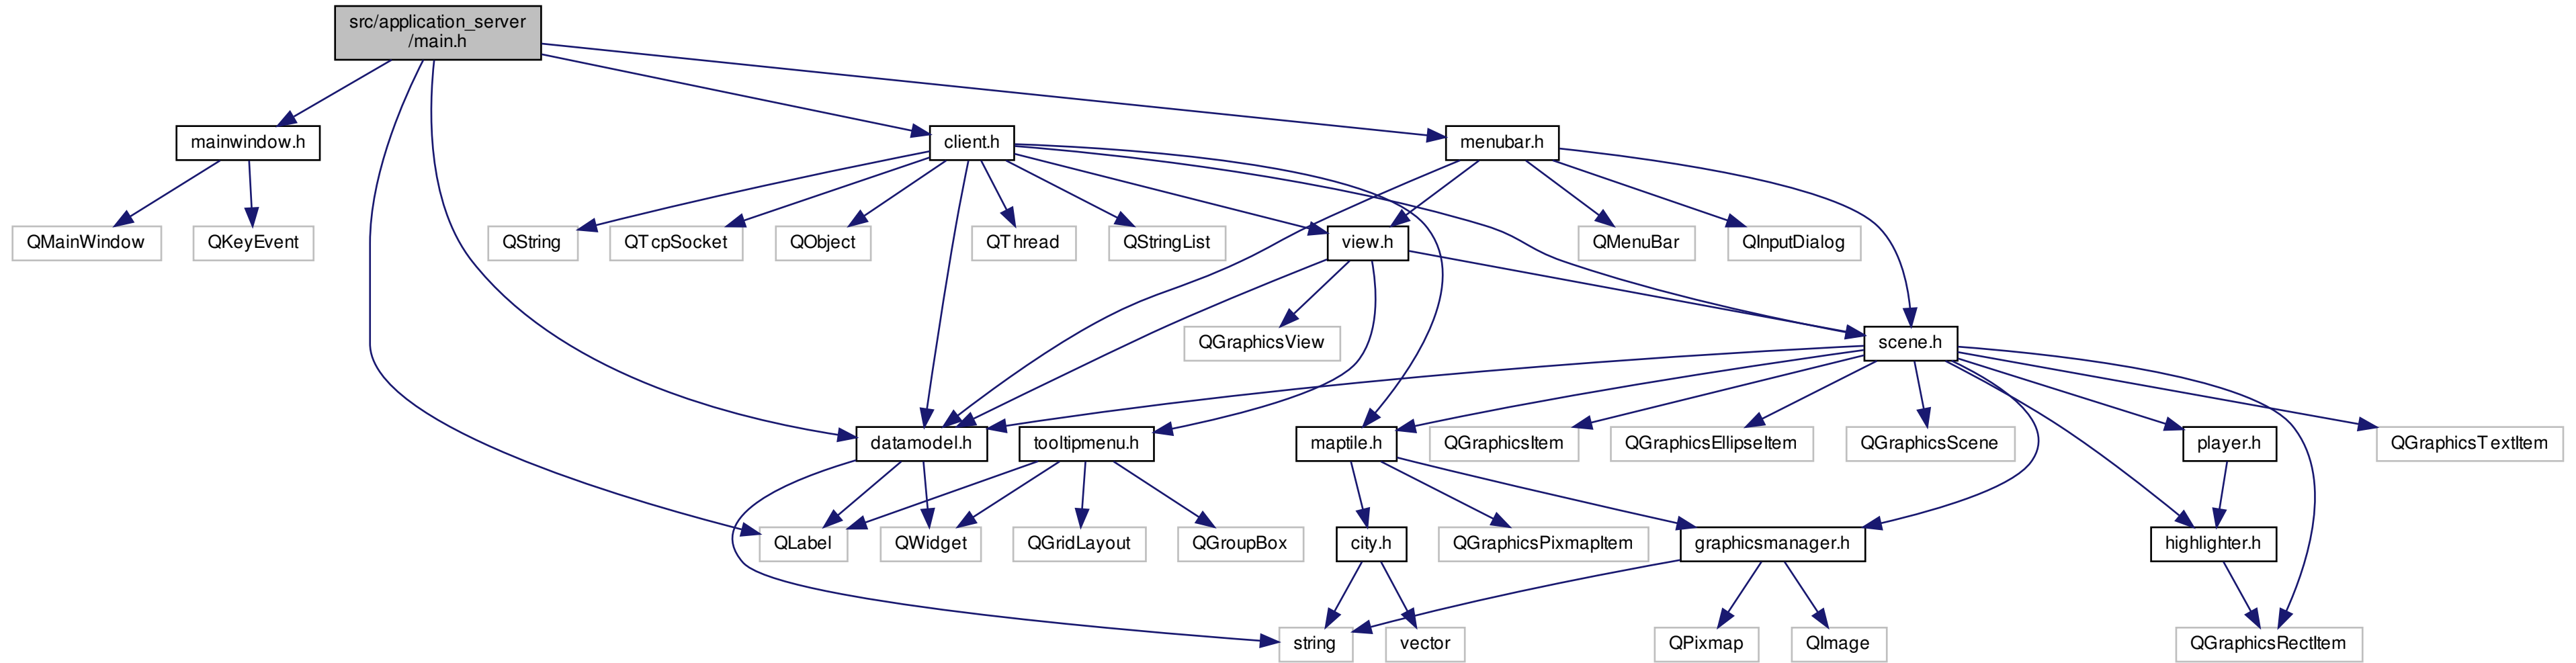 src/application_server
/main.h
mainwindow.h
client.h
menubar.h
QMainWindow
QKeyEvent
QString
QTcpSocket
QObject
QThread
QStringList
view.h
QMenuBar
QInputDialog
QGraphicsView
scene.h
datamodel.h
tooltipmenu.h
maptile.h
QGraphicsItem
QGraphicsEllipseItem
QGraphicsScene
player.h
QGraphicsTextItem
QLabel
QWidget
QGridLayout
QGroupBox
city.h
QGraphicsPixmapItem
graphicsmanager.h
highlighter.h
string
vector
QPixmap
QImage
QGraphicsRectItem